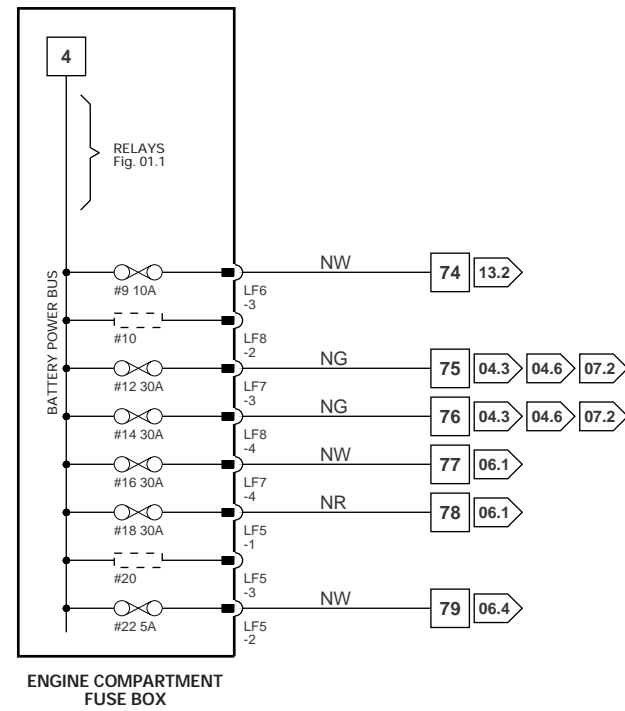 4
RELAYS
Fig. 01.1
BATTERY POWER BUS
#9 10A
LF6
-3
NW
74 13.2
#10
LF8
-2
#12 30A
LF7
-3
NG
75 04.3 04.6 07.2
#14 30A
LF8
-4
NG
76 04.3 04.6 07.2
#16 30A
LF7
-4
NW
77 06.1
#18 30A
LF5
-1
NR
78 06.1
#20
LF5
-3
#22 5A
LF5
-2
NW
79 06.4
ENGINE COMPARTMENT
FUSE BOX